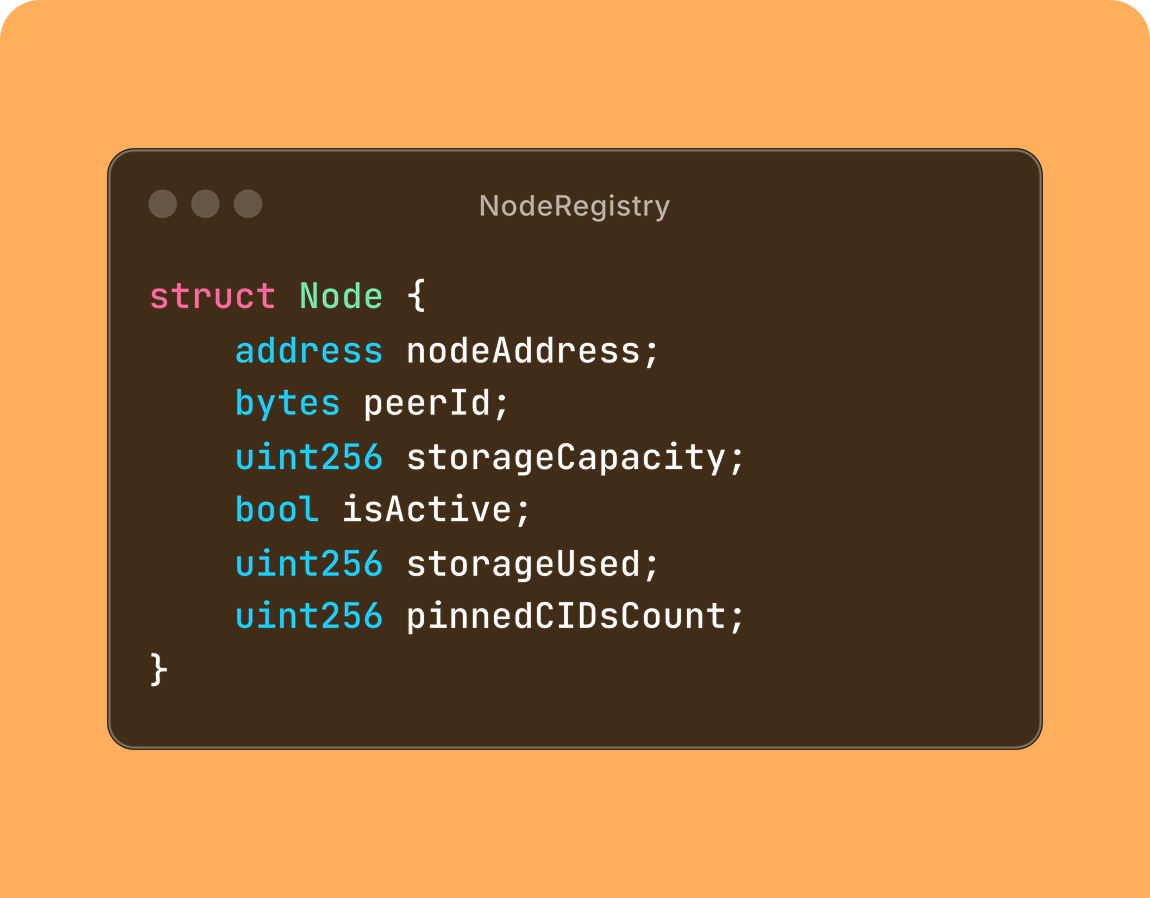 NodeRegistry
struct Node {
    address nodeAddress;
    bytes peerId;
    uint256 storageCapacity;
    bool isActive;
    uint256 storageUsed;
    uint256 pinnedCIDsCount;
}